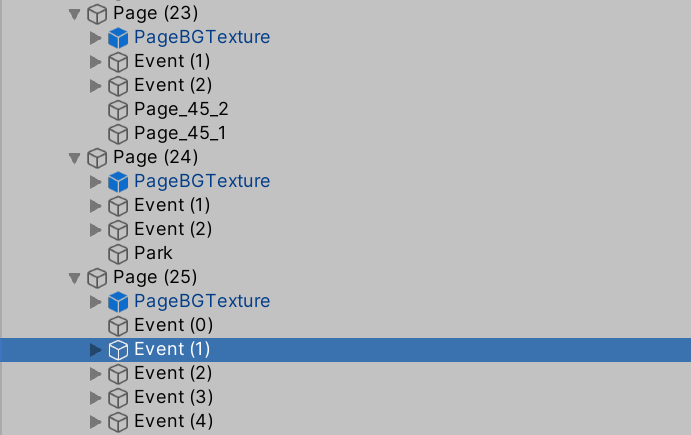 Page (23)
PageBGTexture
Event (1)
Event (2)
Page_45_2
Page_45_1
Page (24)
PageBGTexture
Event (1)
Event (2)
Park
Page (25)
PageBGTexture
Event (0)
Event (1)
Event (2)
Event (3)
Event (4)